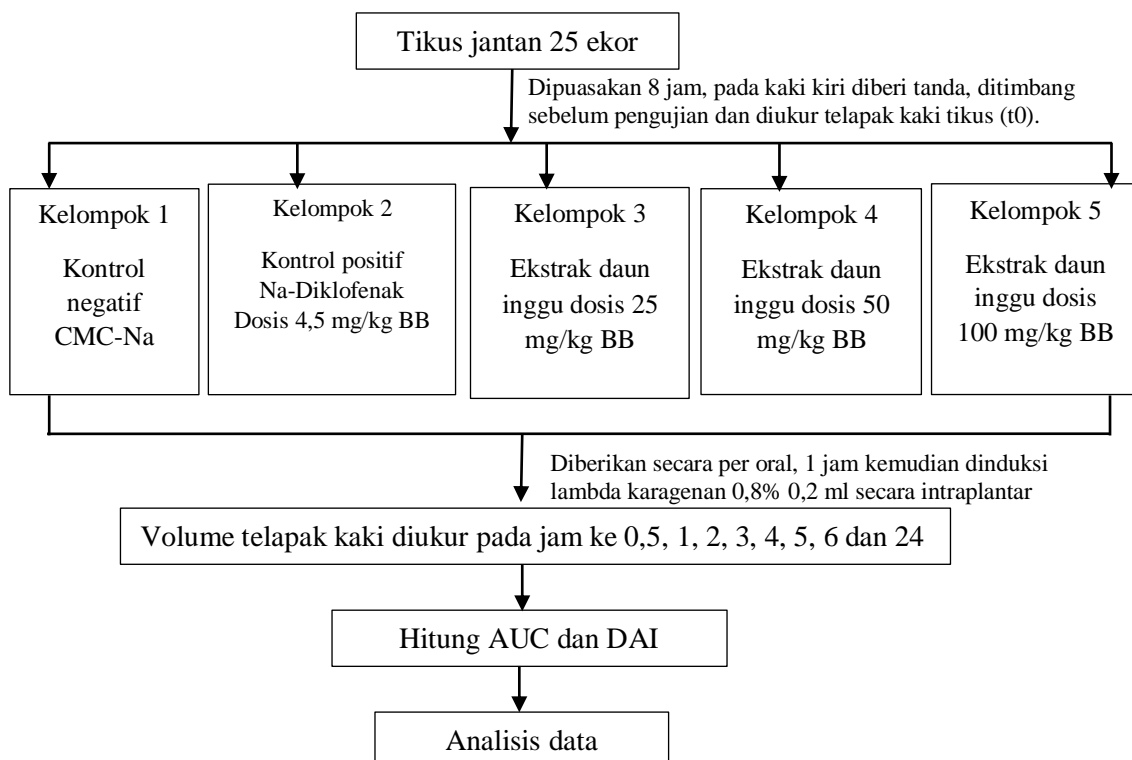 Tikus jantan 25 ekor
Dipuasakan 8 jam, pada kaki kiri diberi tanda, ditimbang
sebelum pengujian dan diukur telapak kaki tikus (t0).
Kelompok 1
Kontrol
negatif
CMC-Na
Kelompok 2
Kontrol positif
Na-Diklofenak
Dosis 4,5 mg/kg BB
Kelompok 3
Ekstrak daun
inggu dosis 25
mg/kg BB
Kelompok 4
Ekstrak daun
inggu dosis 50
mg/kg BB
Kelompok 5
Ekstrak daun
inggu dosis
100 mg/kg BB
Diberikan secara per oral, 1 jam kemudian dinduksi
lambda karagenan 0,8% 0,2 ml secara intraplantar
Volume telapak kaki diukur pada jam ke 0,5, 1, 2, 3, 4, 5, 6 dan 24
Hitung AUC dan DAI
Analisis data